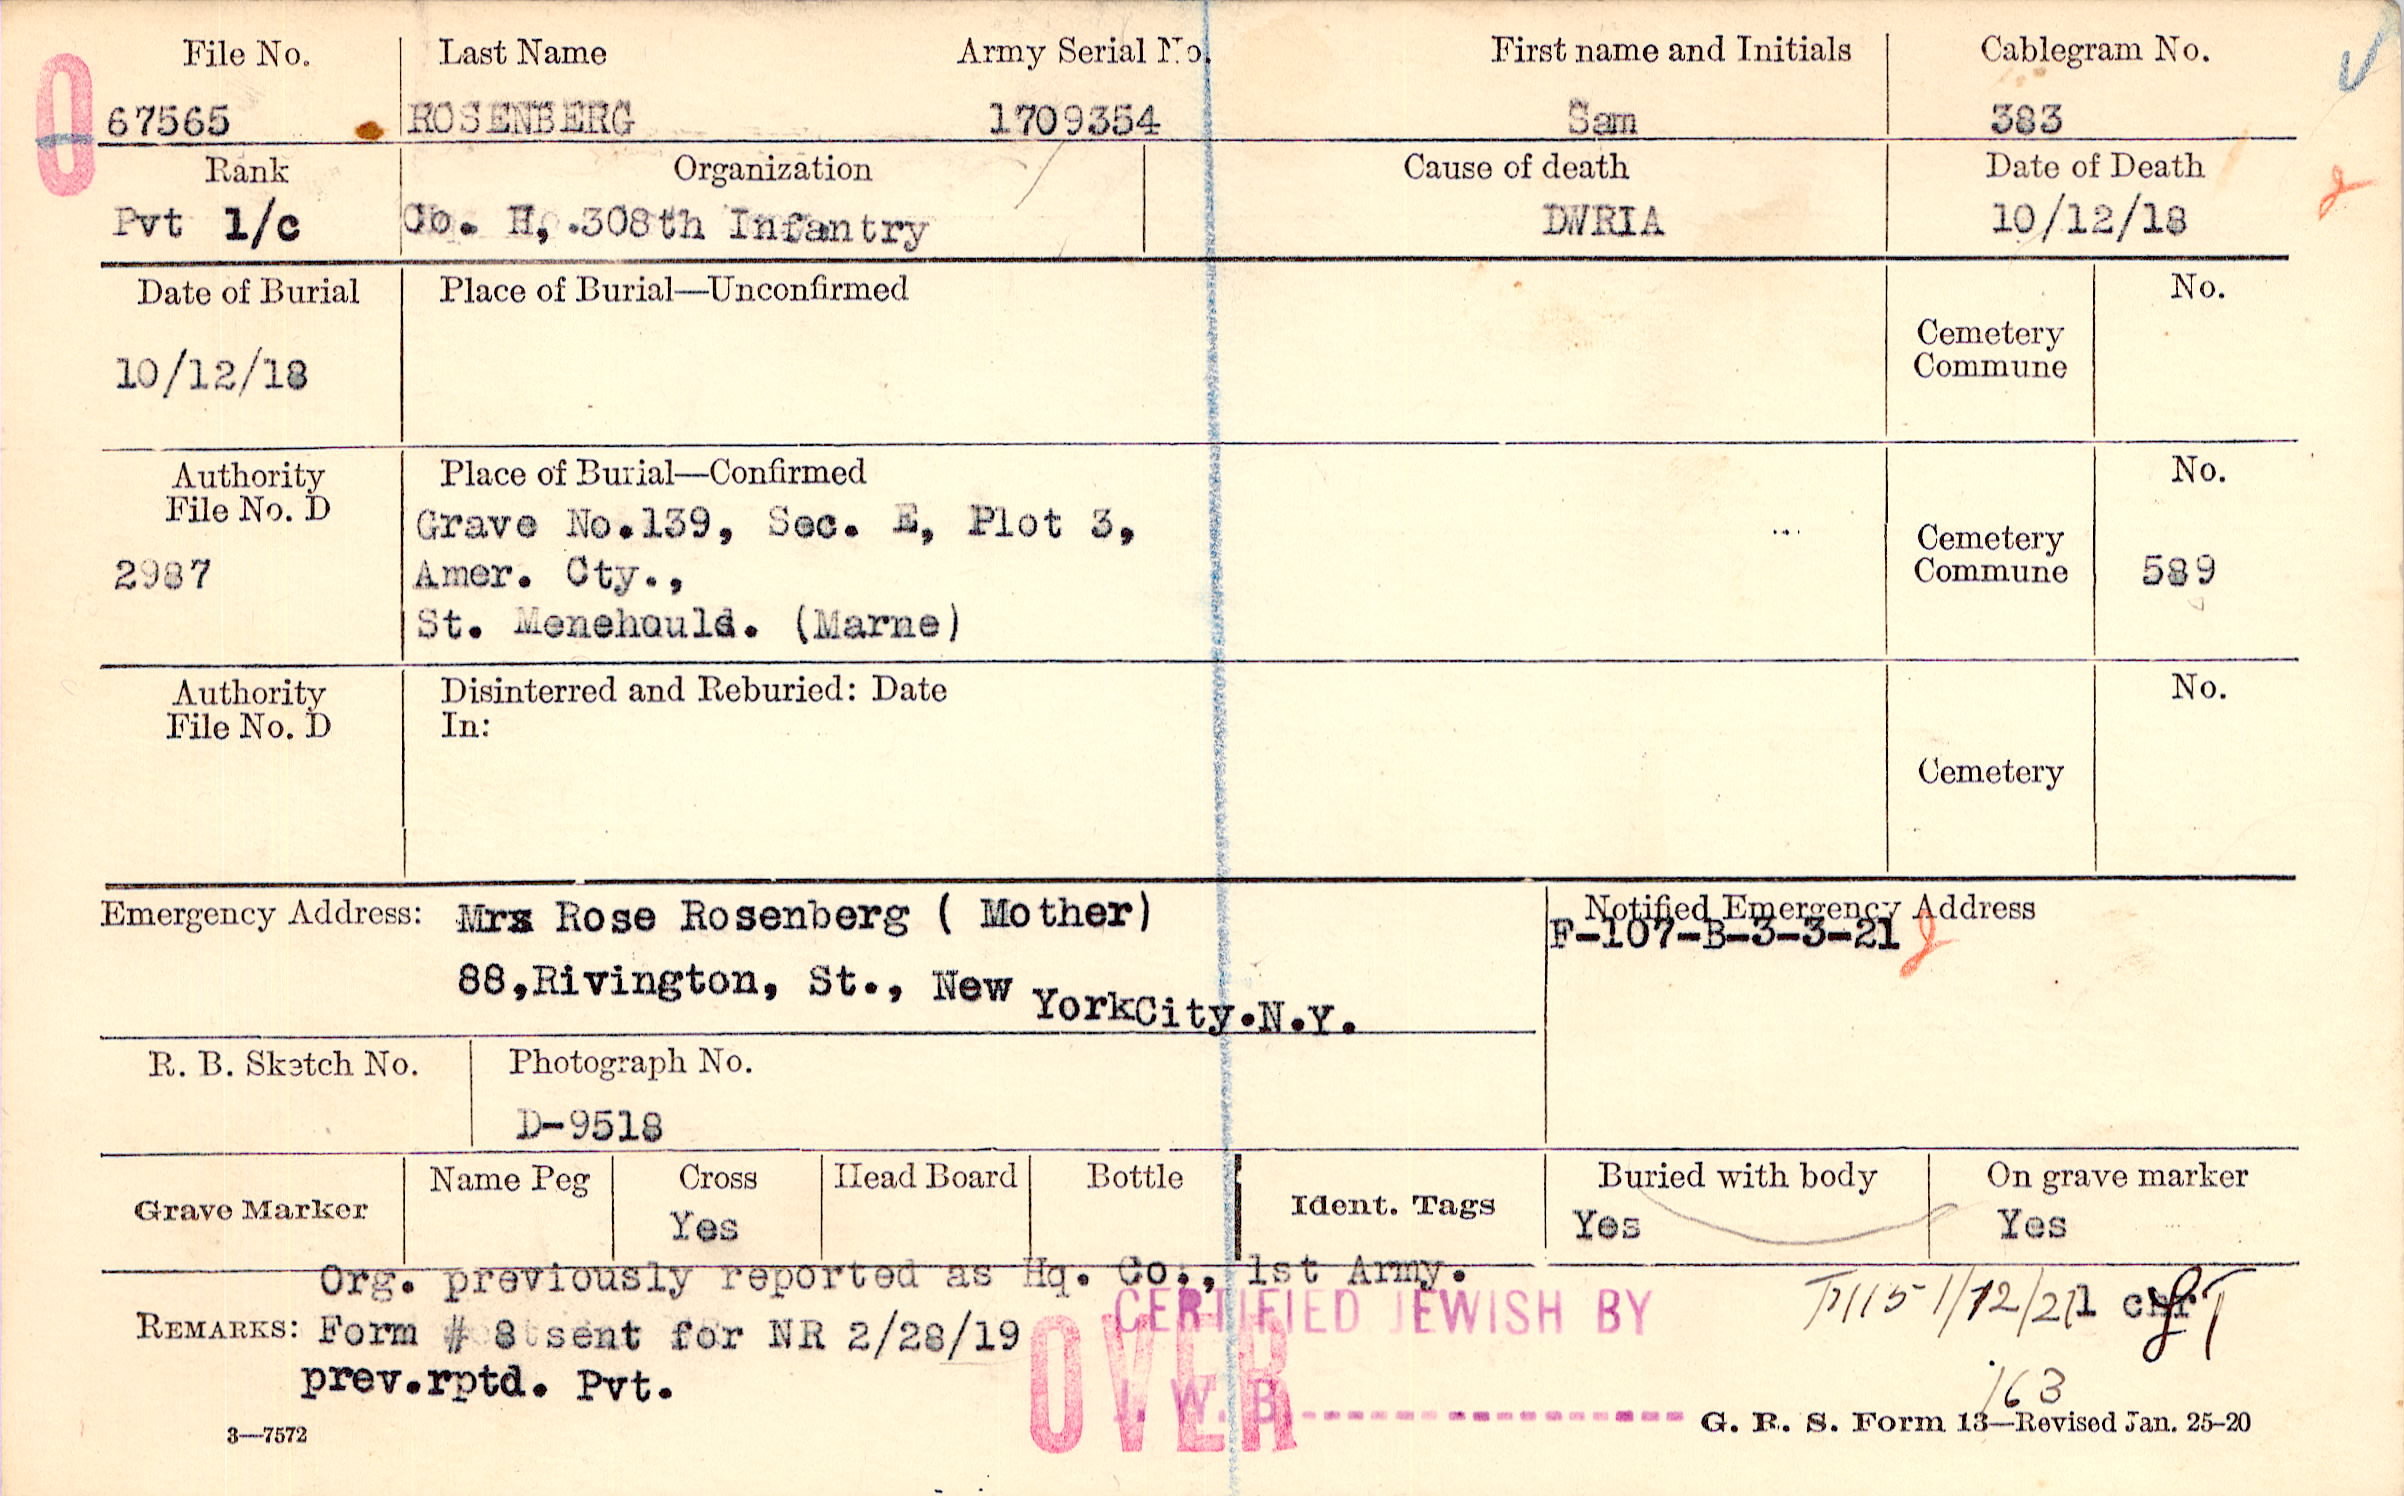 File No. Last Name Army Serial No. First name and Initials Cablegram No.
67565 ROSENBERG 1709354 Sam 383
Rank Organization Cause of death Date of Death
Pvt 1/c Co. H, .308th Infantry DWRIA 10/12/18
Date of Burial Place of Burial—Unconfirmed No.
Cemetery
Commune
10/12/18
Authority Place of Burial—Confirmed No.
File No. D
Grave No.139, Sec. E, Plot 3,
Cemetery
2987 Amer. Cty., Commune 589
St. Menehould. (Marne)
Authority Disinterred and Reburied: Date No.
File No. D In:
Cemetery
Emergency Address: Mrs Rose Rosenberg ( Mother) Notified Emergency Address
F-107-B-3-3-21
88,Rivington, St., New YorkCity.N.Y.
R. B. Sketch No. Photograph No.
D-9518
Grave Marker Name Peg Cross Head Board Bottle Ident. Tags Buried with body On grave marker
Yes Yes Yes
Org. previously reported as Hq. Co., 1st Army.
CERTIFIED JEWISH BY
REMARKS: Form # 8 sent for NR 2/28/19
OVER
prev.rptd. Pvt.
J. W. B.
163
3—7572 G. R. S. Form 13—Revised Jan. 25-20